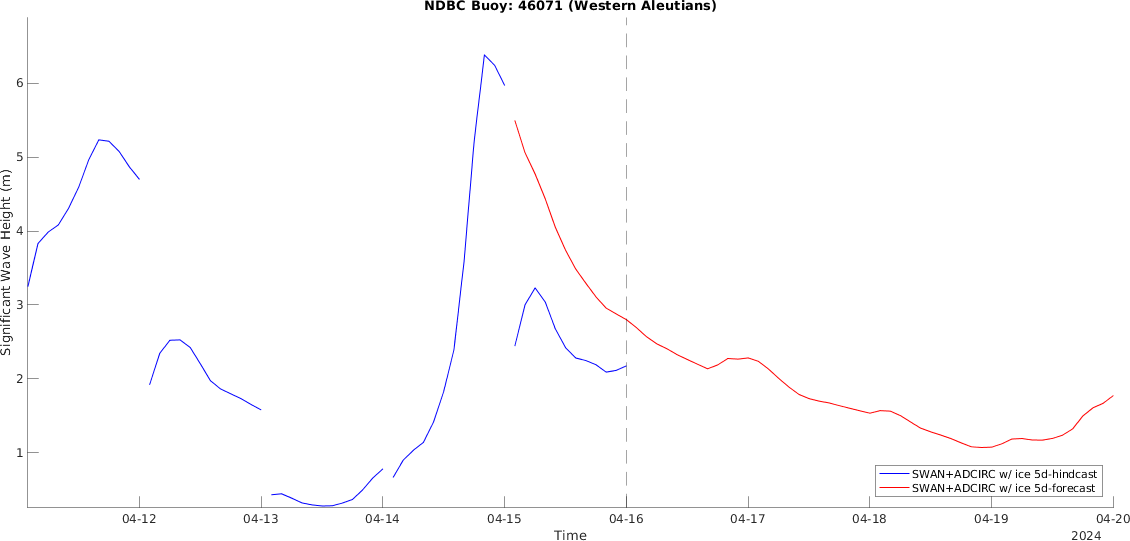 NDBC Buoy: 46071 (Western Aleutians)
Significant Wave Height (m)
6
5
4
3
2
1
SWAN+ADCIRC w/ ice 5d-hindcast
SWAN+ADCIRC w/ ice 5d-forecast
04-12 04-13 04-14 04-15 04-16 04-17 04-18 04-19 04-20
Time
2024